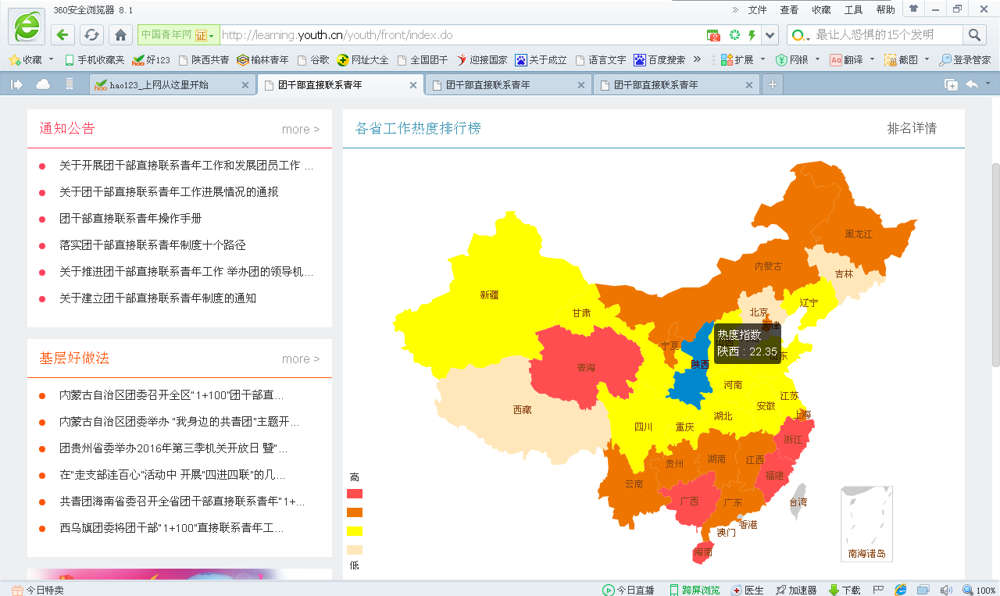 360安全浏览器 8.1
» 文件 查看 收藏 工具 帮助
中国青年网 证 http://learning.youth.cn/youth/front/index.do
2
最让人恐惧的15个发明
收藏 手机收藏夹 好123 陕西共青 榆林青年 谷歌 网址大全 全国团干 迎接国家 关于成立 语言文字 百度搜索 » 扩展 网银 翻译 截图 登录管家
hao123_上网从这里开始 团干部直接联系青年 团干部直接联系青年 团干部直接联系青年
通知公告 more >
关于开展团干部直接联系青年工作和发展团员工作 ...
关于团干部直接联系青年工作进展情况的通报
团干部直接联系青年操作手册
落实团干部直接联系青年制度十个路径
关于推进团干部直接联系青年工作专办团的领导机...
关于建立团干部直接联系青年制度的通知
基层好做法 more >
内蒙古自治区团委召开全区"1+100"团干部直...
内蒙古自治区团委举办 "我身边的共青团"主题开...
团贵州省委举办2016年第三季机关开放日 暨"...
在"走支部连百心"活动中 开展"四进四联"的几...
共青团海南省委召开全省团干部直接联系青年"1+...
西乌旗团委将团干部"1+100"直接联系青年工...
各省工作热度排行榜 排名详情
黑龙江
内蒙古
吉林
新疆
辽宁
甘肃
北京
热度指数
陕西 : 22.35
宁夏
陕西
青海
河南
江苏
西藏
安徽
上海
湖北
四川
重庆
浙江
湖南
江西
贵州
福建
云南
广西
广东
台湾
香港
澳门
海南
南海诸岛
高
低
今日特卖 今日直播 跨屏浏览 医生 加速器 下载 100%